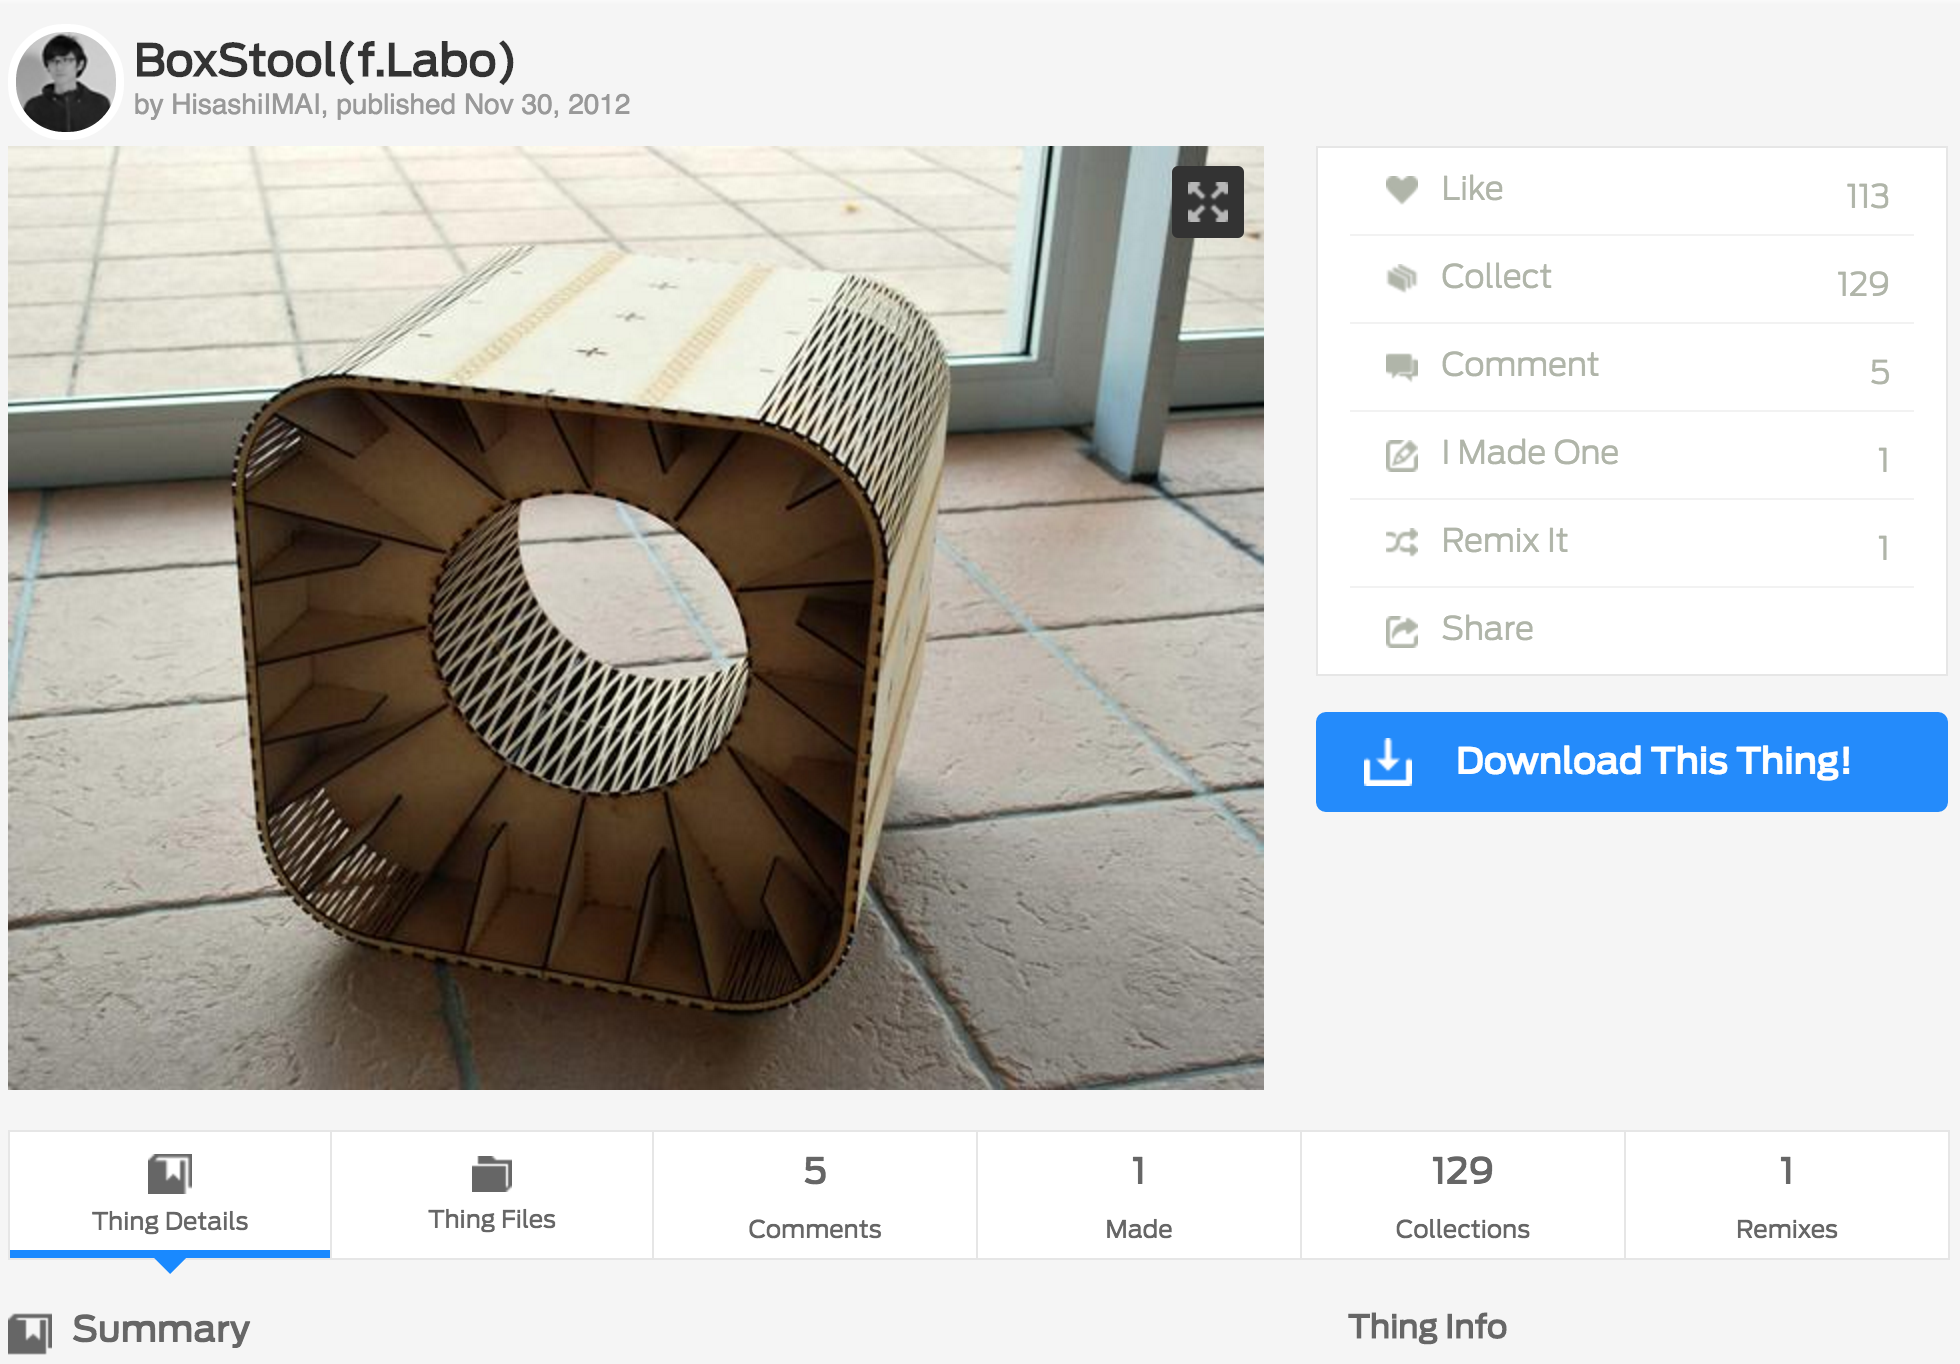 BoxStool(f.Labo)
by HisashiIMAI, published Nov 30, 2012
Like 113
Collect 129
Comment 5
I Made One 1
Remix It 1
Share
Download This Thing!
Thing Details
Thing Files
5 Comments
1 Made
129 Collections
1 Remixes
Summary
Thing Info